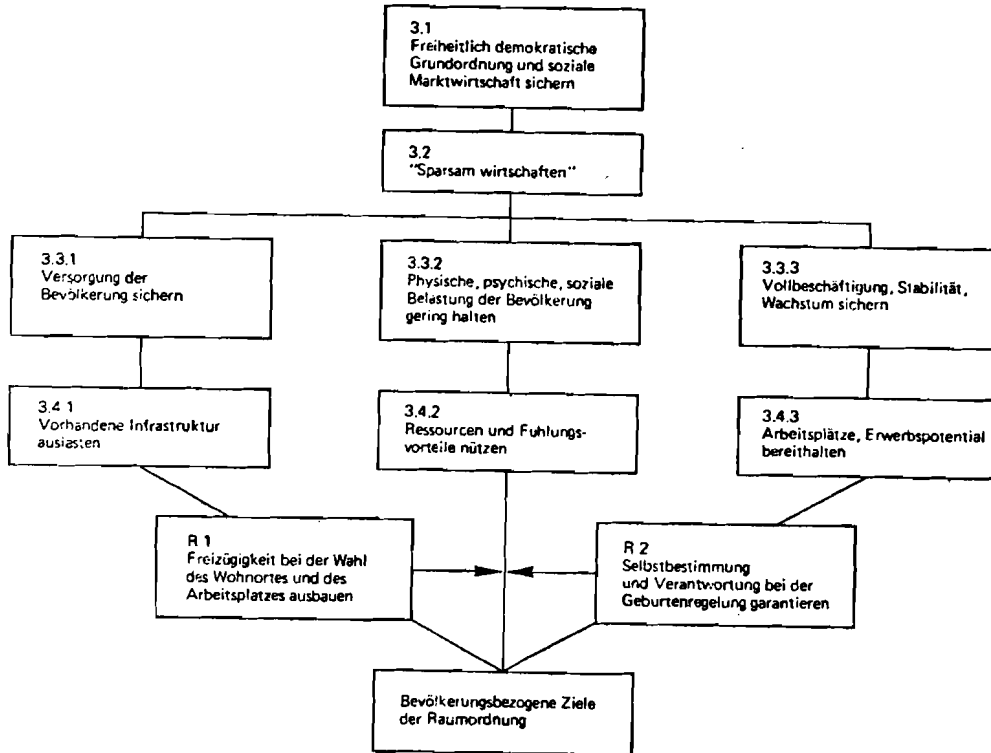 3.1
Freiheitlich demokratische
Grundordnung und soziale
Marktwirtschaft sichern
3.2
"Sparsam wirtschaften"
3.3.1
Versorgung der
Bevölkerung sichern
3.3.2
Physische, psychische, soziale
Belastung der Bevölkerung
gering halten
3.3.3
Vollbeschäftigung, Stabilität,
Wachstum sichern
3.4.1
Vorhandene Infrastruktur
auslasten
3.4.2
Ressourcen und Fühlungs-
vorteile nützen
3.4.3
Arbeitsplätze, Erwerbspotential
bereithalten
R 1
Freizügigkeit bei der Wahl
des Wohnortes und des
Arbeitsplatzes ausbauen
R 2
Selbstbestimmung
und Verantwortung bei der
Geburtenregelung garantieren
Bevölkerungsbezogene Ziele
der Raumordnung